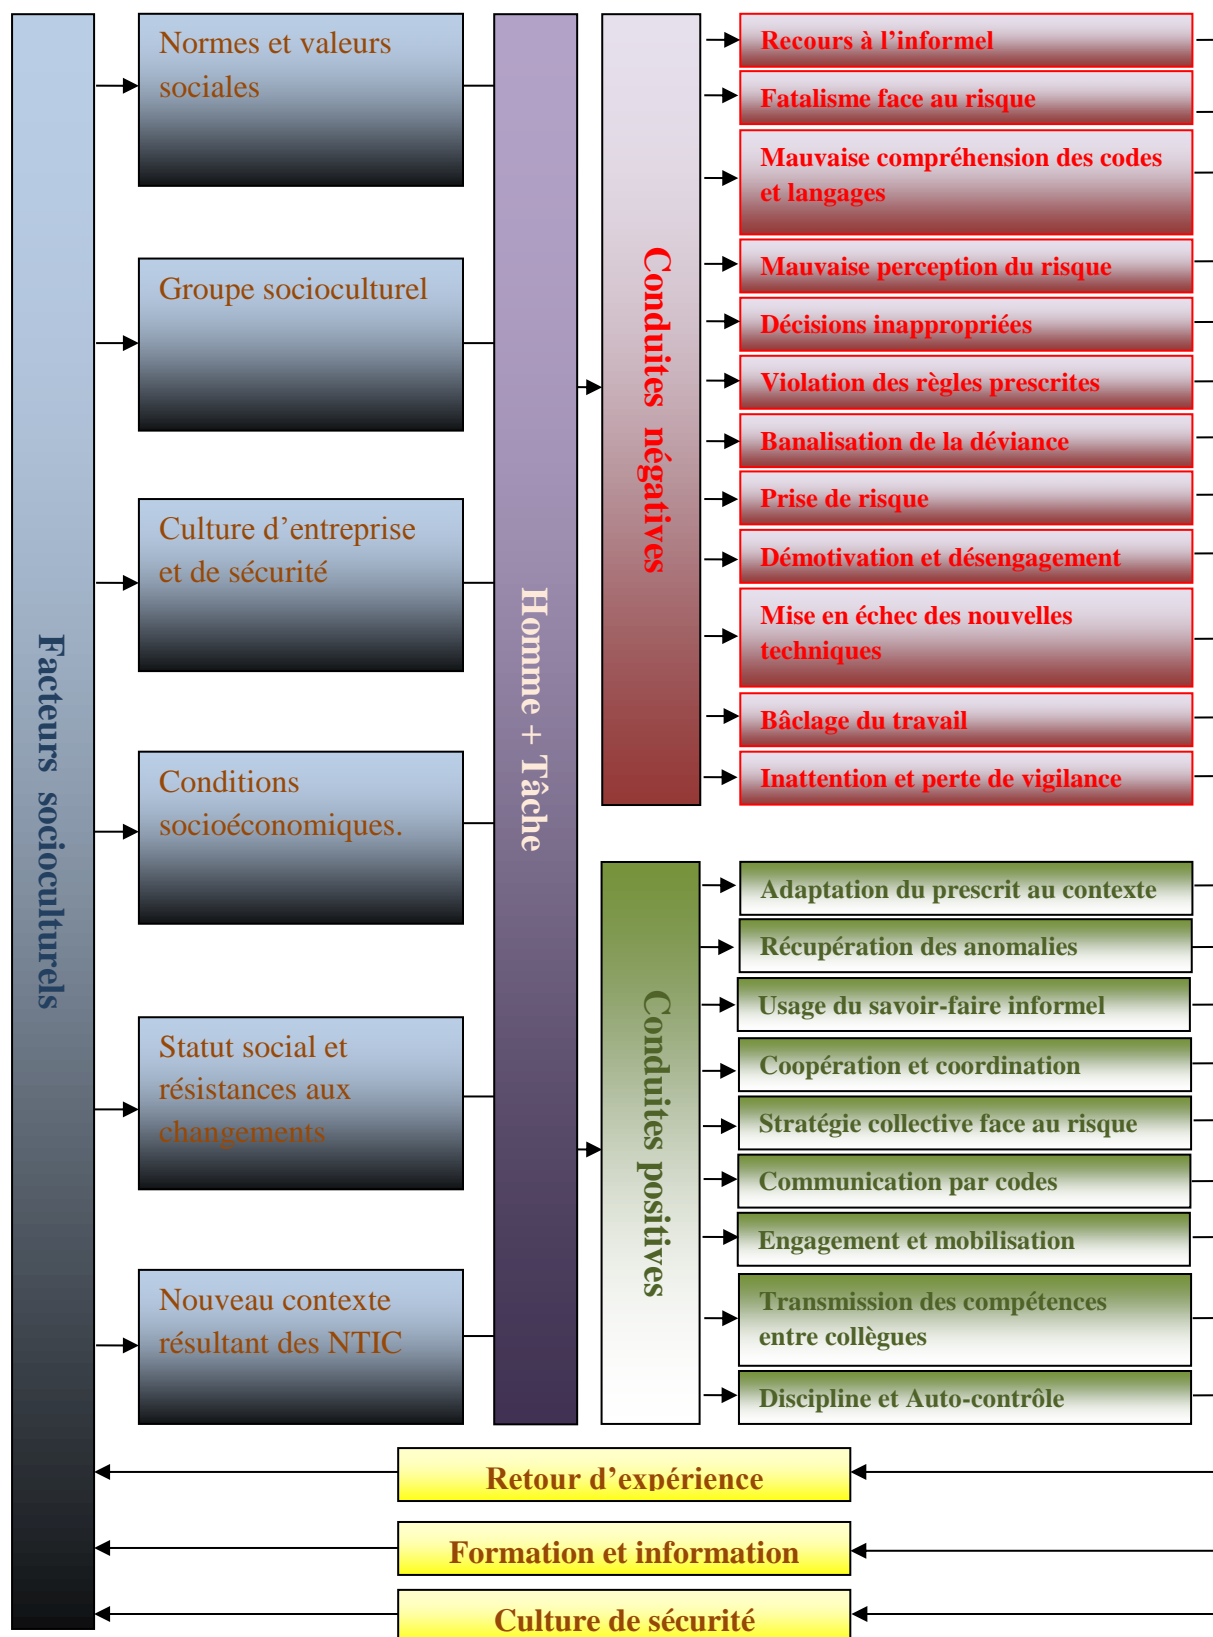 Facteurs socioculturels
Normes et valeurs
sociales
Groupe socioculturel
Culture d’entreprise
et de sécurité
Conditions
socioéconomiques.
Statut social et
résistances aux
changements
Nouveau contexte
résultant des NTIC
Homme + Tâche
Conduites négatives
Recours à l’informel
Fatalisme face au risque
Mauvaise compréhension des codes
et langages
Mauvaise perception du risque
Décisions inappropriées
Violation des règles prescrites
Banalisation de la déviance
Prise de risque
Démotivation et désengagement
Mise en échec des nouvelles
techniques
Bâclage du travail
Inattention et perte de vigilance
Conduites positives
Adaptation du prescrit au contexte
Récupération des anomalies
Usage du savoir-faire informel
Coopération et coordination
Stratégie collective face au risque
Communication par codes
Engagement et mobilisation
Transmission des compétences
entre collègues
Discipline et Auto-contrôle
Retour d’expérience
Formation et information
Culture de sécurité